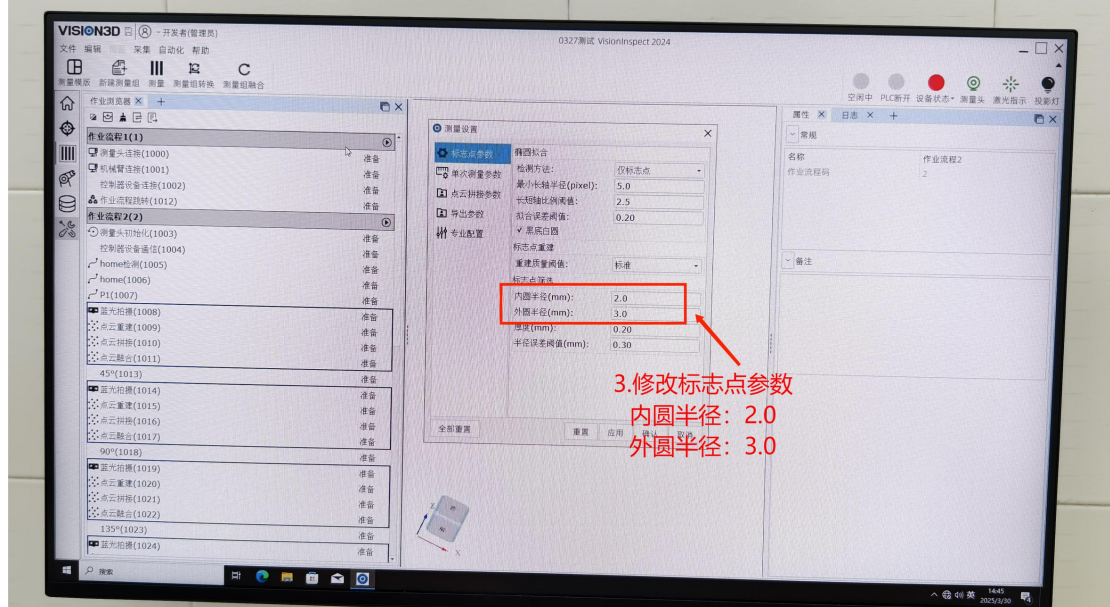 VISION3D - 开发者(管理员)
0327测试 VisionInspect 2024
文件 编辑 采集 自动化 帮助
测量模版 新建测量组 测量 测量组转换 测量组融合
空闲中 PLC断开 设备状态 测量头 激光指示 投影灯
作业浏览器 × +
作业流程1(1)
测量头连接(1000) 准备
机械臂连接(1001) 准备
控制器设备连接(1002) 准备
作业流程跳转(1012) 准备
作业流程2(2)
测量头初始化(1003) 准备
控制器设备通信(1004) 准备
home检测(1005) 准备
home(1006) 准备
P1(1007) 准备
蓝光拍摄(1008) 准备
点云重建(1009) 准备
点云拼接(1010) 准备
点云融合(1011) 准备
45°(1013) 准备
蓝光拍摄(1014) 准备
点云重建(1015) 准备
点云拼接(1016) 准备
点云融合(1017) 准备
90°(1018) 准备
蓝光拍摄(1019) 准备
点云重建(1020) 准备
点云拼接(1021) 准备
点云融合(1022) 准备
135°(1023) 准备
蓝光拍摄(1024) 准备
测量设置 ×
标志点参数
单次测量参数
点云拼接参数
导出参数
专业配置
椭圆拟合
检测方法: 仅标志点
最小长轴半径(pixel): 5.0
长短轴比例阈值: 2.5
拟合误差阈值: 0.20
✓ 黑底白圆
标志点重建
重建质量阈值: 标准
标志点筛选
内圆半径(mm): 2.0
外圆半径(mm): 3.0
厚度(mm): 0.20
半径误差阈值(mm): 0.30
全部重置 重置 应用 确认 取消
3.修改标志点参数
内圆半径：2.0
外圆半径：3.0
属性 × 日志 × +
常规
名称 作业流程2
作业流程码 2
备注
Z
X
搜索
英 14:45
2025/3/30